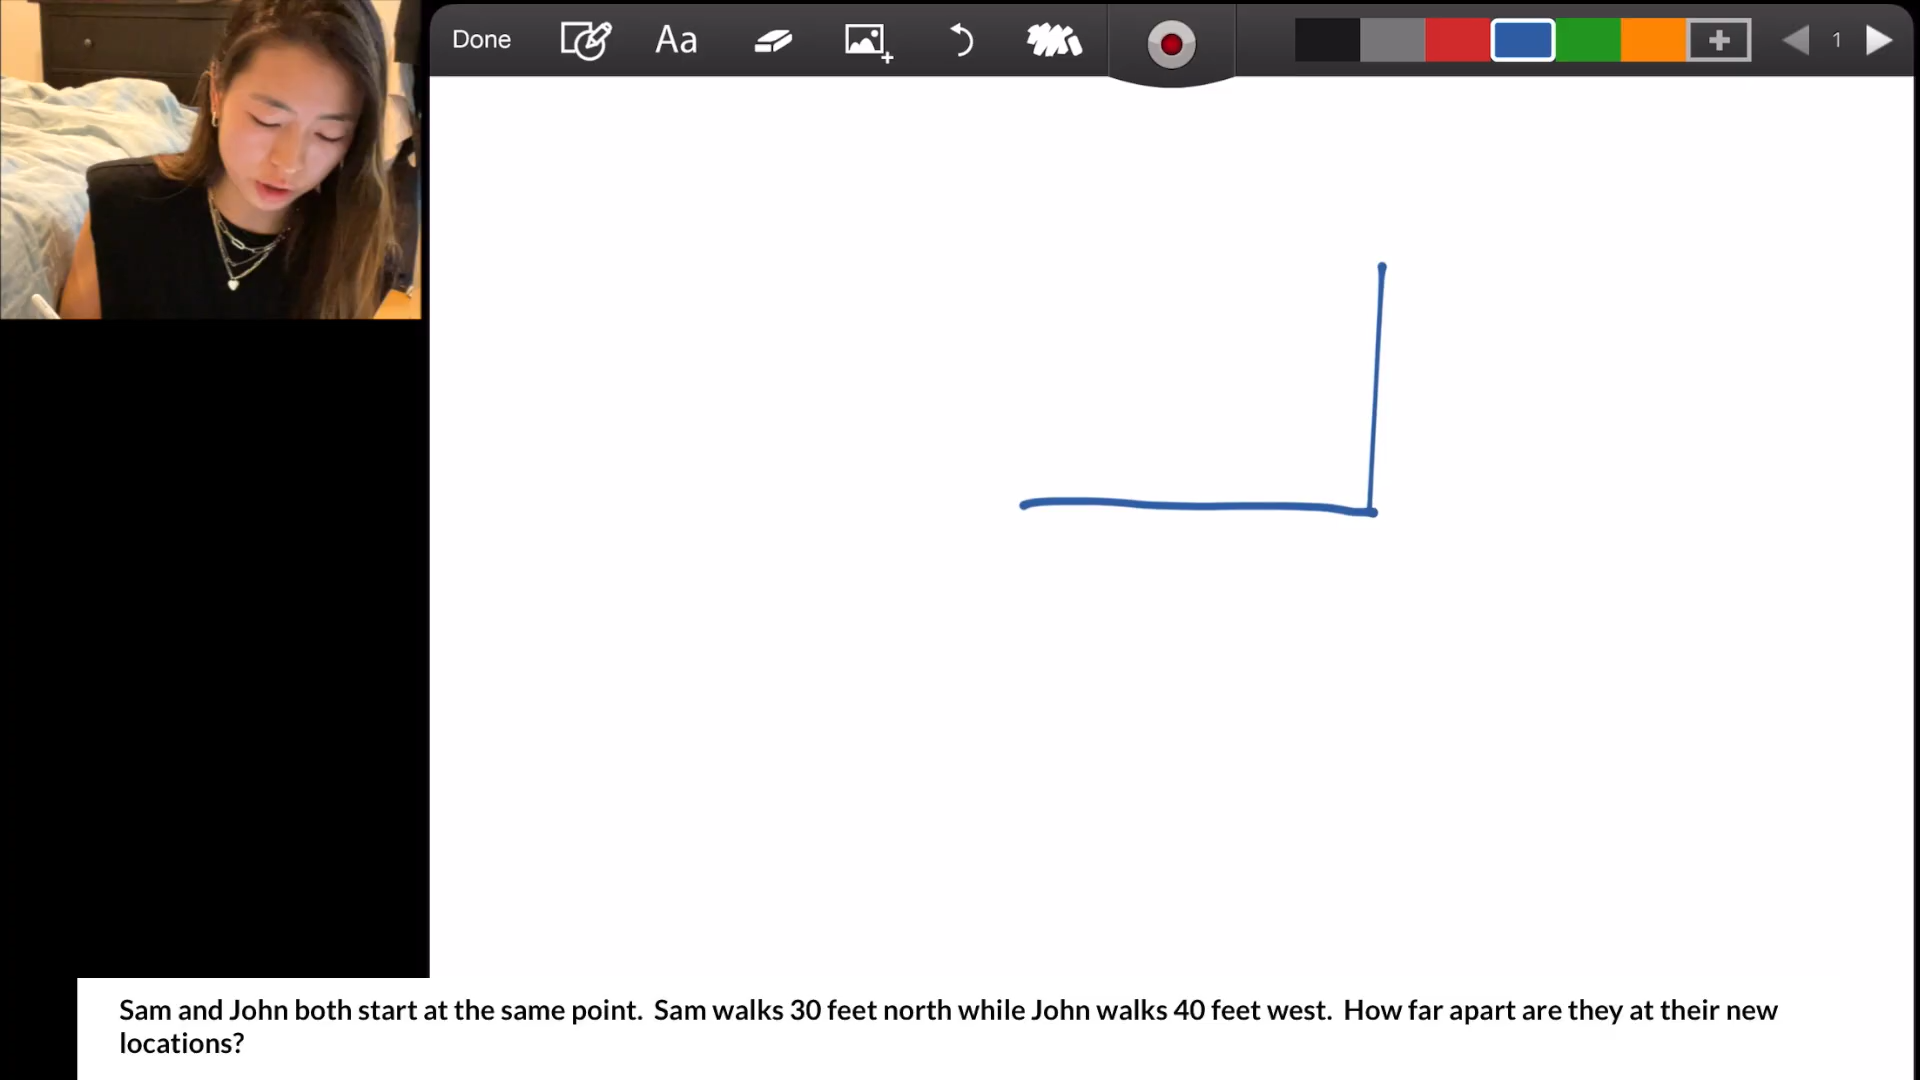 Done
Aa
1
Sam and John both start at the same point. Sam walks 30 feet north while John walks 40 feet west. How far apart are they at their new
locations?